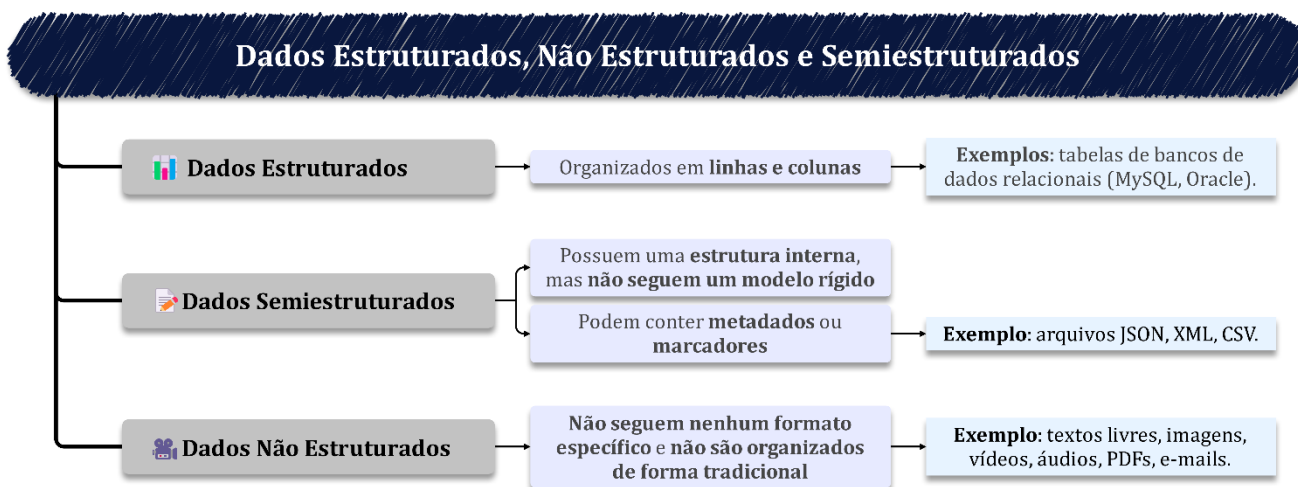 Dados Estruturados, Não Estruturados e Semiestruturados
Dados Estruturados
Organizados em linhas e colunas
Exemplos: tabelas de bancos de
dados relacionais (MySQL, Oracle).
Dados Semiestruturados
Possuem uma estrutura interna,
mas não seguem um modelo rígido
Podem conter metadados ou
marcadores
Exemplo: arquivos JSON, XML, CSV.
Dados Não Estruturados
Não seguem nenhum formato
específico e não são organizados
de forma tradicional
Exemplo: textos livres, imagens,
vídeos, áudios, PDFs, e-mails.